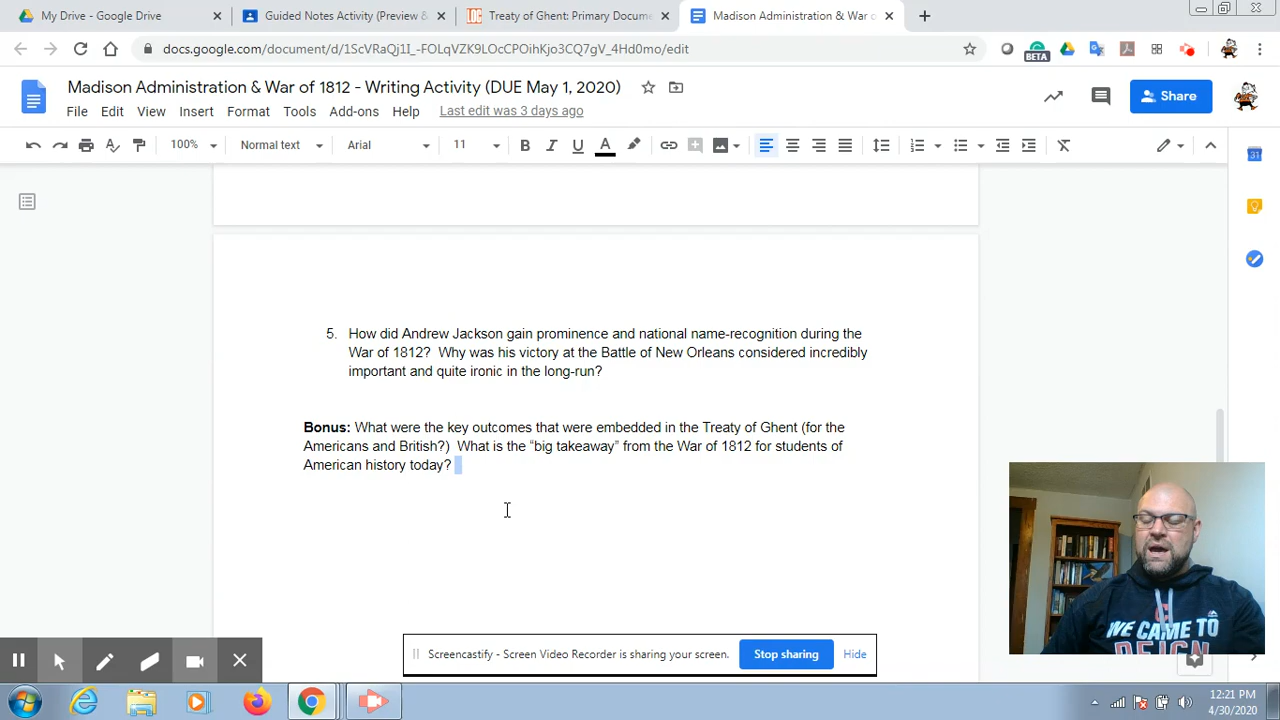 My Drive - Google Drive
Guided Notes Activity (Preview &
Treaty of Ghent: Primary Docume
Madison Administration & War o
docs.google.com/document/d/1ScVRaQj1I_-FOLqVZK9LOcCPOihKjo3CQ7gV_4Hd0mo/edit
BETA
Madison Administration & War of 1812 - Writing Activity (DUE May 1, 2020)
File Edit View Insert Format Tools Add-ons Help Last edit was 3 days ago
Share
100% Normal text Arial 11 B I U A
31
5. How did Andrew Jackson gain prominence and national name-recognition during the
War of 1812? Why was his victory at the Battle of New Orleans considered incredibly
important and quite ironic in the long-run?
Bonus: What were the key outcomes that were embedded in the Treaty of Ghent (for the
Americans and British?) What is the “big takeaway” from the War of 1812 for students of
American history today?
C
WE CAME TO
REIGN
Screencastify - Screen Video Recorder is sharing your screen. Stop sharing Hide
12:21 PM
4/30/2020